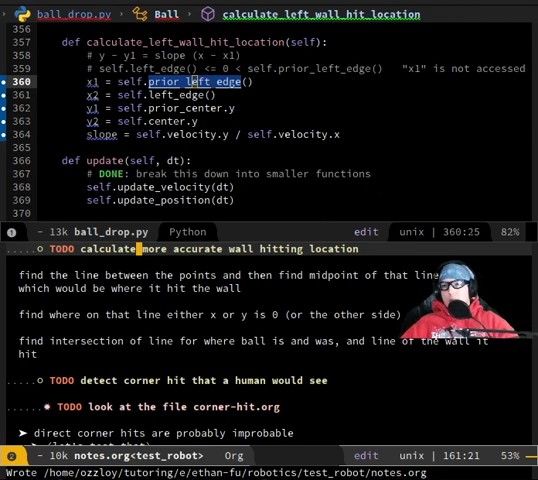 ball_drop.py > Ball > calculate_left_wall_hit_location
356
357 def calculate_left_wall_hit_location(self):
358 # y - y1 = slope (x - x1)
359 # self.left_edge() <= 0 < self.prior_left_edge() "x1" is not accessed
360 x1 = self.prior_left_edge()
361 x2 = self.left_edge()
362 y1 = self.prior_center.y
363 y2 = self.center.y
364 slope = self.velocity.y / self.velocity.x
365
366 def update(self, dt):
367 # DONE: break this down into smaller functions
368 self.update_velocity(dt)
369 self.update_position(dt)
370
1 - 13k ball_drop.py Python edit unix | 360:25 82%
.....o TODO calculate more accurate wall hitting location
find the line between the points and then find midpoint of that line
which would be where it hit the wall
find where on that line either x or y is 0 (or the other side)
find intersection of line for where ball is and was, and line of the wall it
hit
.....o TODO detect corner hit that a human would see
......* TODO look at the file corner-hit.org
➤ direct corner hits are probably improbable
2 - 10k notes.org<test_robot> Org edit unix | 161:21 53%
Wrote /home/ozzloy/tutoring/e/ethan-fu/robotics/test_robot/notes.org